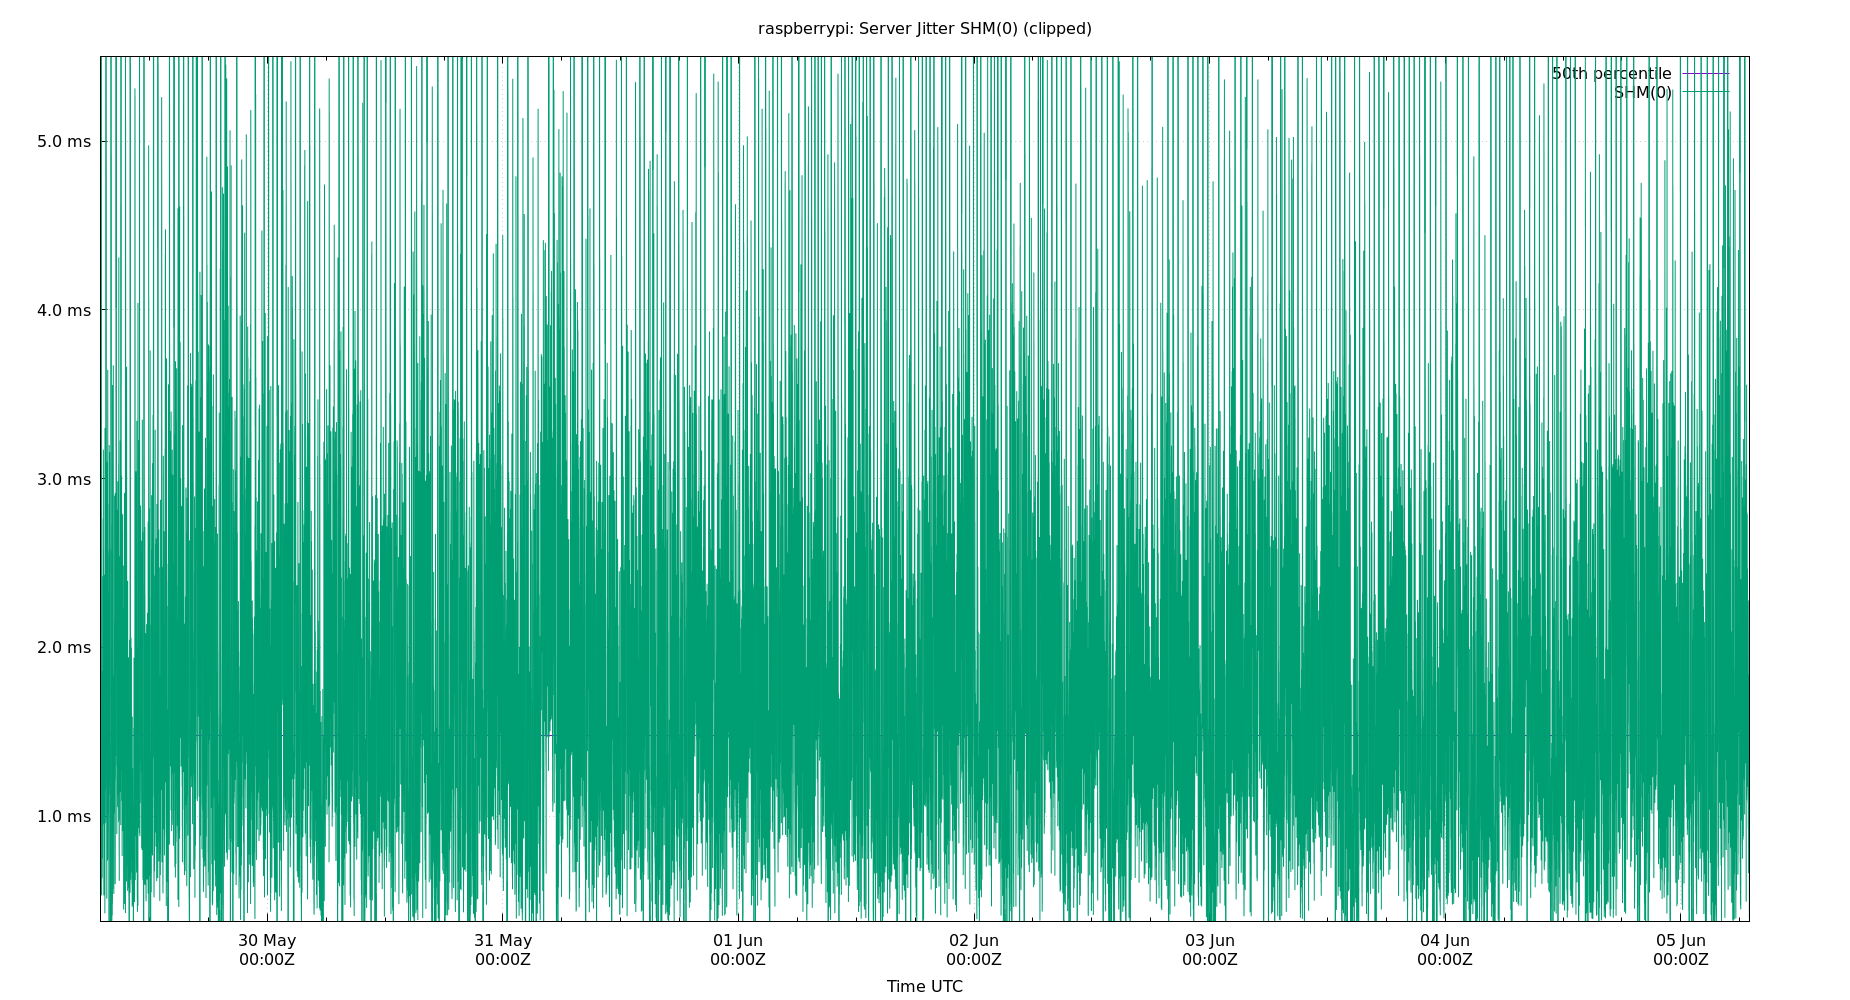 raspberrypi: Server Jitter SHM(0) (clipped)
50th percentile
SHM(0)
5.0 ms
4.0 ms
3.0 ms
2.0 ms
1.0 ms
30 May 31 May 01 Jun 02 Jun 03 Jun 04 Jun 05 Jun
00:00Z 00:00Z 00:00Z 00:00Z 00:00Z 00:00Z 00:00Z
Time UTC